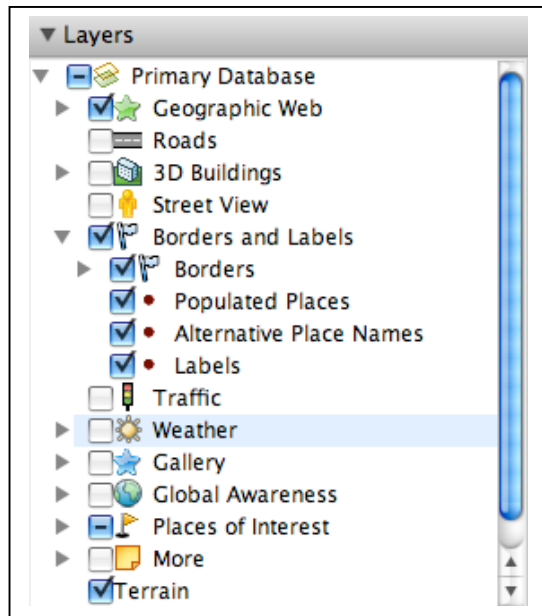 Layers
Primary Database
Geographic Web
Roads
3D Buildings
Street View
Borders and Labels
Borders
Populated Places
Alternative Place Names
Labels
Traffic
Weather
Gallery
Global Awareness
Places of Interest
More
Terrain